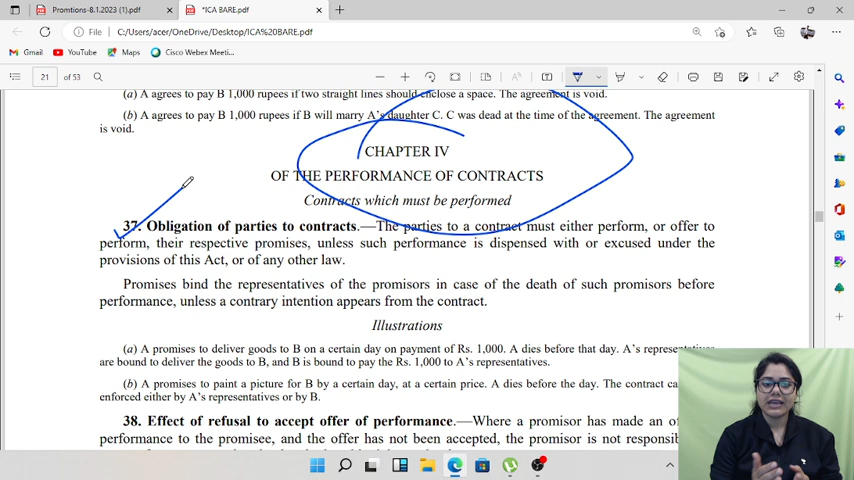 Promtions-8.1.2023 (1).pdf
*ICA BARE.pdf
File
C:/Users/acer/OneDrive/Desktop/ICA%20BARE.pdf
Gmail YouTube Maps Cisco Webex Meeti...
21 of 53
(a) A agrees to pay B 1,000 rupees if two straight lines should enclose a space. The agreement is void.
(b) A agrees to pay B 1,000 rupees if B will marry A's daughter C. C was dead at the time of the agreement. The agreement
is void.
CHAPTER IV
OF THE PERFORMANCE OF CONTRACTS
Contracts which must be performed
37. Obligation of parties to contracts.—The parties to a contract must either perform, or offer to
perform, their respective promises, unless such performance is dispensed with or excused under the
provisions of this Act, or of any other law.
Promises bind the representatives of the promisors in case of the death of such promisors before
performance, unless a contrary intention appears from the contract.
Illustrations
(a) A promises to deliver goods to B on a certain day on payment of Rs. 1,000. A dies before that day. A's representatives
are bound to deliver the goods to B, and B is bound to pay the Rs. 1,000 to A's representatives.
(b) A promises to paint a picture for B by a certain day, at a certain price. A dies before the day. The contract
enforced either by A's representatives or by B.
38. Effect of refusal to accept offer of performance.—Where a promisor has made an
performance to the promisee, and the offer has not been accepted, the promisor is not